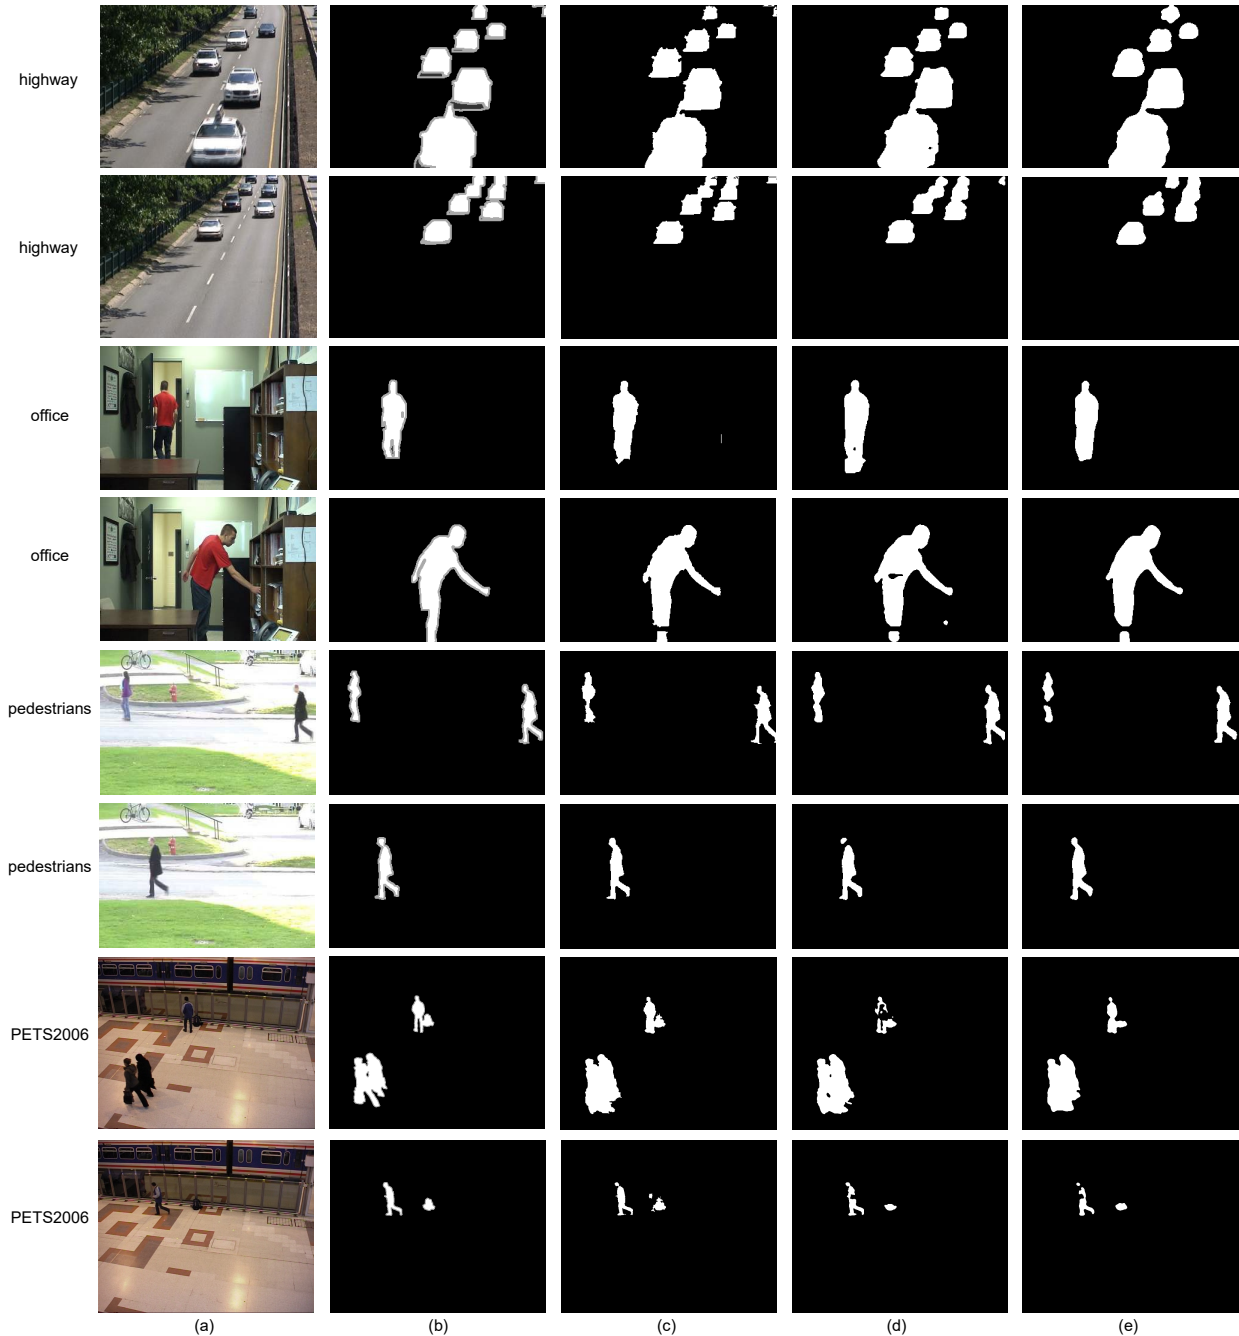 highway
highway
office
office
pedestrians
pedestrians
PETS2006
PETS2006
(a) (b) (c) (d) (e)